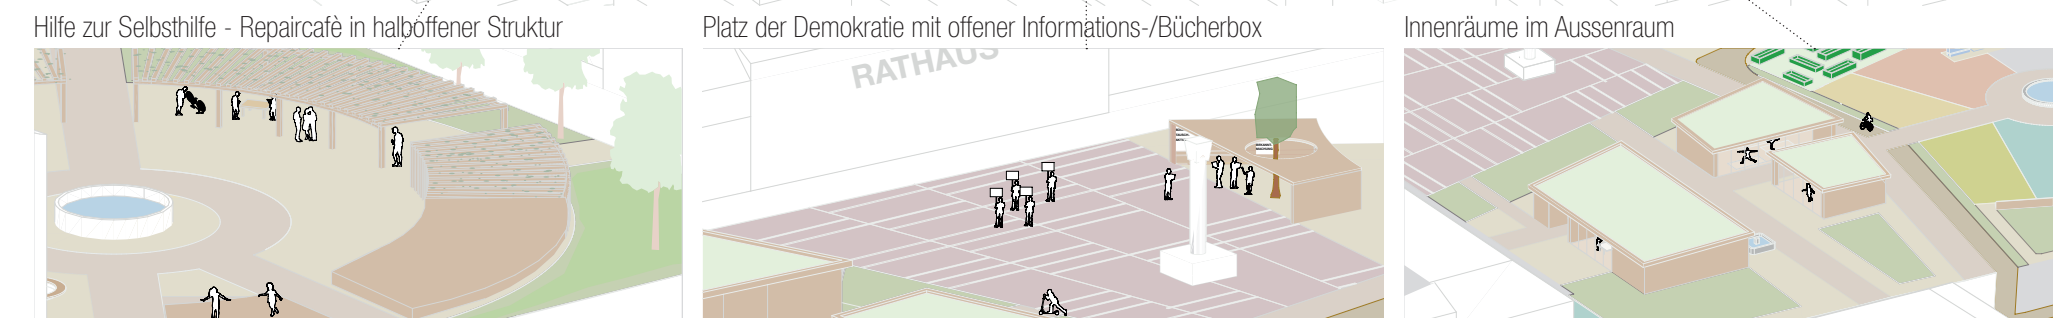 Hilfe zur Selbsthilfe - Repaircafè in halboffener Struktur
Platz der Demokratie mit offener Informations-/Bücherbox
Innenräume im Aussenraum
RATHAUS